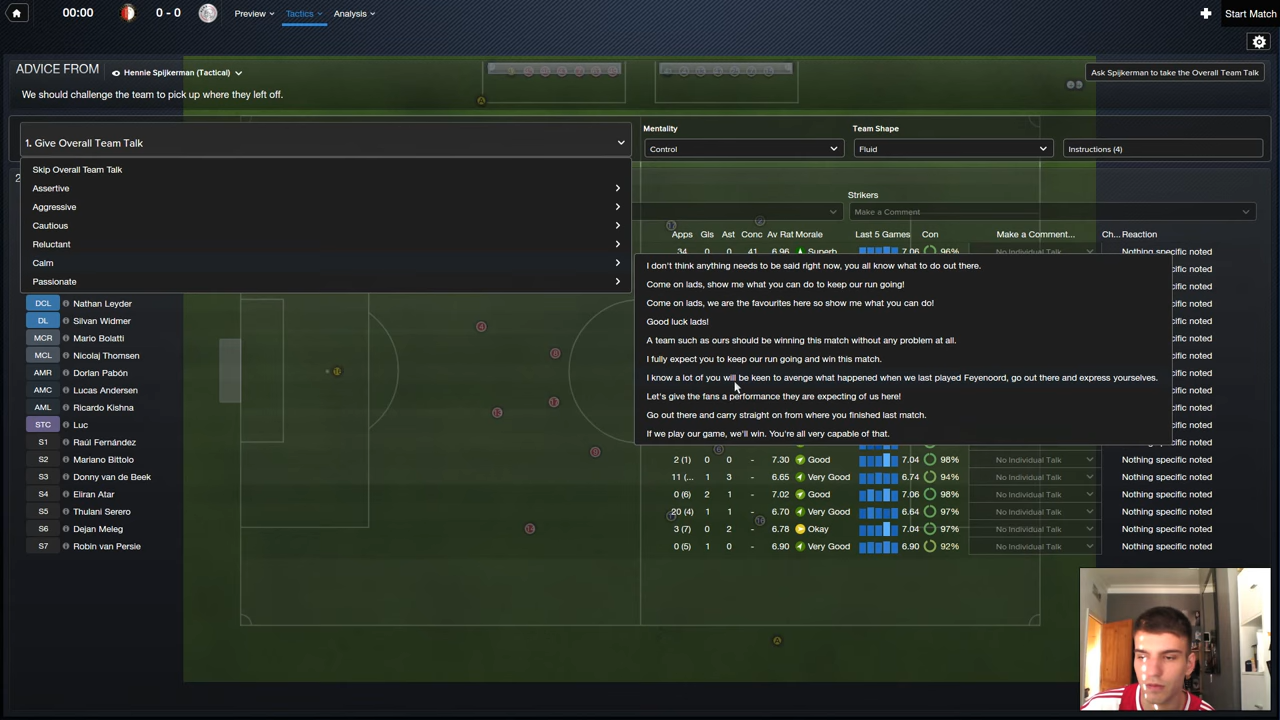 00:00 0 - 0 Preview Tactics Analysis Start Match
ADVICE FROM Hennie Spijkerman (Tactical) Ask Spijkerman to take the Overall Team Talk
We should challenge the team to pick up where they left off.
1. Give Overall Team Talk
Mentality Team Shape
Control Fluid Instructions (4)
Skip Overall Team Talk
Assertive
Aggressive
Cautious
Reluctant
Calm
Passionate
2
Strikers
Make a Comment
Apps Gls Ast Conc Av Rat Morale Last 5 Games Con Make a Comment... Ch... Reaction
34 0 0 41 6.96 Superb 7.06 96% No Individual Talk Nothing specific noted
I don't think anything needs to be said right now, you all know what to do out there.
Come on lads, show me what you can do to keep our run going!
Come on lads, we are the favourites here so show me what you can do!
Good luck lads!
A team such as ours should be winning this match without any problem at all.
I fully expect you to keep our run going and win this match.
I know a lot of you will be keen to avenge what happened when we last played Feyenoord, go out there and express yourselves.
Let's give the fans a performance they are expecting of us here!
Go out there and carry straight on from where you finished last match.
If we play our game, we'll win. You're all very capable of that.
DCL Nathan Leyder
DL Silvan Widmer
MCR Mario Bolatti
MCL Nicolaj Thornsen
AMR Dorlan Pabón
AMC Lucas Andersen
AML Ricardo Kishna
STC Luc
S1 Raúl Fernández
S2 Mariano Bittolo 2 (1) 0 0 - 7.30 Good 7.04 98% No Individual Talk Nothing specific noted
S3 Donny van de Beek 11 (... 1 3 - 6.65 Very Good 6.74 94% No Individual Talk Nothing specific noted
S4 Eliran Atar 0 (6) 2 1 - 7.02 Good 7.06 98% No Individual Talk Nothing specific noted
S5 Thulani Serero 20 (4) 1 1 - 6.70 Very Good 6.64 97% No Individual Talk Nothing specific noted
S6 Dejan Meleg 3 (7) 0 2 - 6.78 Okay 7.04 97% No Individual Talk Nothing specific noted
S7 Robin van Persie 0 (5) 1 0 - 6.90 Very Good 6.90 92% No Individual Talk Nothing specific noted